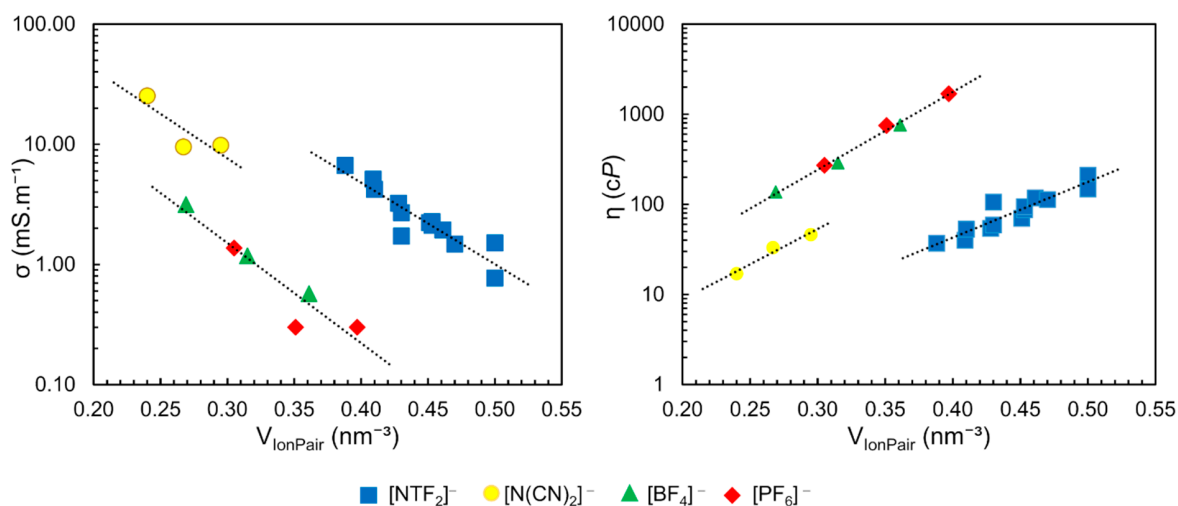 100.00
10.00
1.00
0.10
σ (mS.m⁻¹)
0.20 0.25 0.30 0.35 0.40 0.45 0.50 0.55
V_IonPair (nm⁻³)
10000
1000
100
10
1
η (cP)
0.20 0.25 0.30 0.35 0.40 0.45 0.50 0.55
V_IonPair (nm⁻³)
[NTF₂]⁻ [N(CN)₂]⁻ [BF₄]⁻ [PF₆]⁻